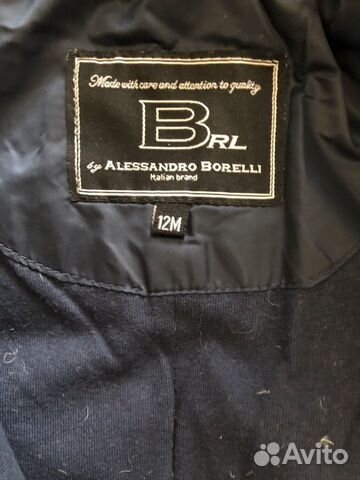 Made with care and attention to quality
BRL
by ALESSANDRO BORELLI
Italian brand
12M
Avito